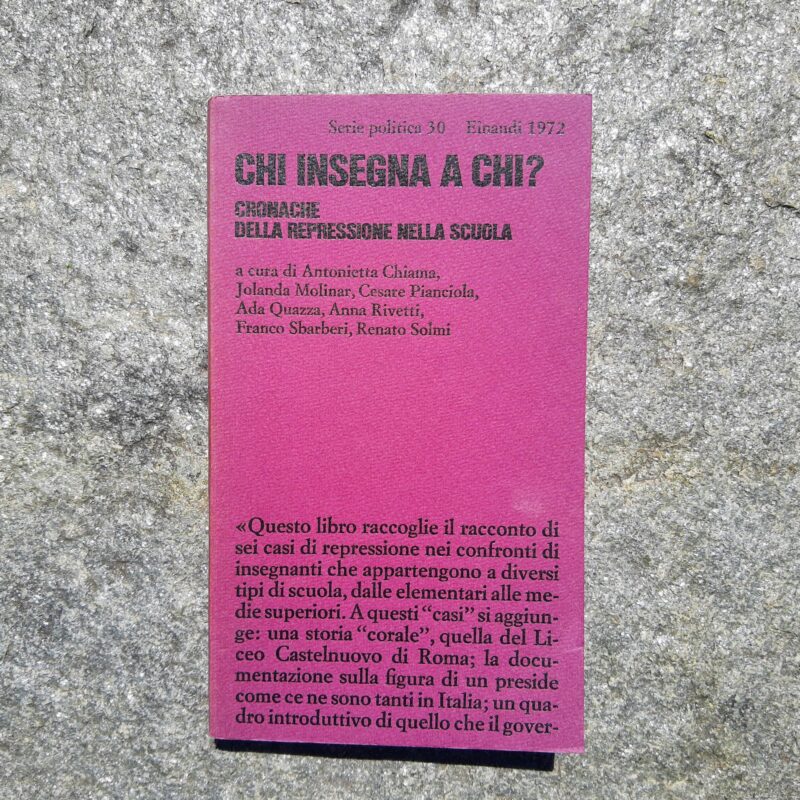 Serie politica 30 Einaudi 1972
CHI INSEGNA A CHI?
CRONACHE
DELLA REPRESSIONE NELLA SCUOLA
a cura di Antonietta Chiama,
Jolanda Molinar, Cesare Pianciola,
Ada Quazza, Anna Rivetti,
Franco Sbarberi, Renato Solmi
«Questo libro raccoglie il racconto di
sei casi di repressione nei confronti di
insegnanti che appartengono a diversi
tipi di scuola, dalle elementari alle me-
die superiori. A questi “casi” si aggiun-
ge: una storia “corale”, quella del Li-
ceo Castelnuovo di Roma; la docu-
mentazione sulla figura di un preside
come ce ne sono tanti in Italia; un qua-
dro introduttivo di quello che il gover-